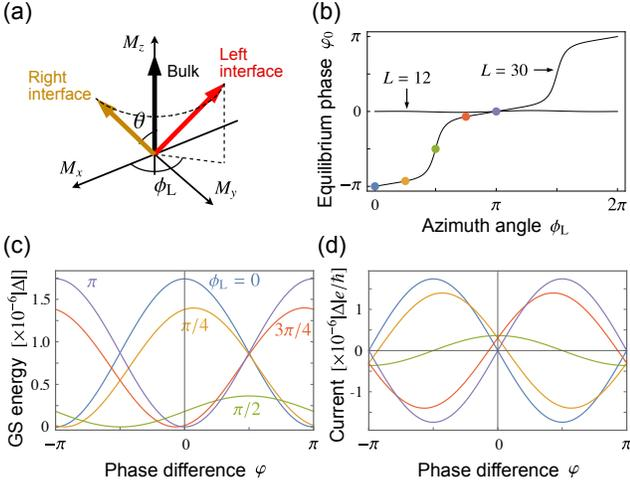 (a)
M_z
Bulk
Left
interface
Right
interface
θ
M_x
ϕ_L
M_y
(b)
Equilibrium phase φ_0
π
0
−π
L = 12
L = 30
0
π
2π
Azimuth angle ϕ_L
(c)
GS energy [×10⁻⁶|Δ|]
1.5
1.0
0.5
0
π
ϕ_L = 0
π/4
3π/4
π/2
−π
0
π
Phase difference φ
(d)
Current [×10⁻⁶|Δ|e/ℏ]
1
0
-1
−π
0
π
Phase difference φ